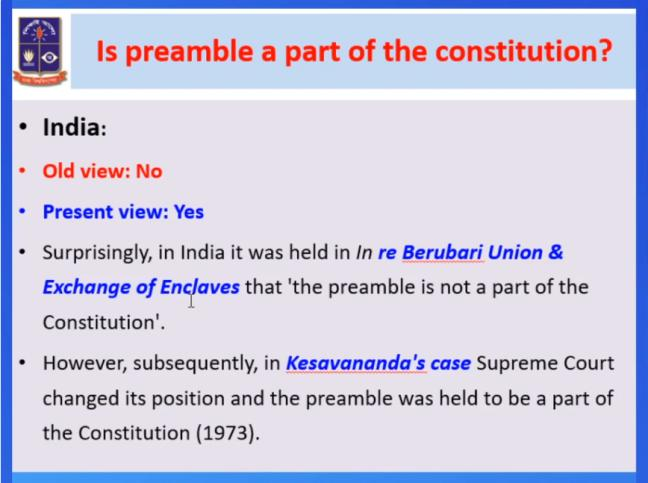 Is preamble a part of the constitution?
• India:
• Old view: No
• Present view: Yes
• Surprisingly, in India it was held in In re Berubari Union &
Exchange of Enclaves that 'the preamble is not a part of the
Constitution'.
• However, subsequently, in Kesavananda's case Supreme Court
changed its position and the preamble was held to be a part of
the Constitution (1973).